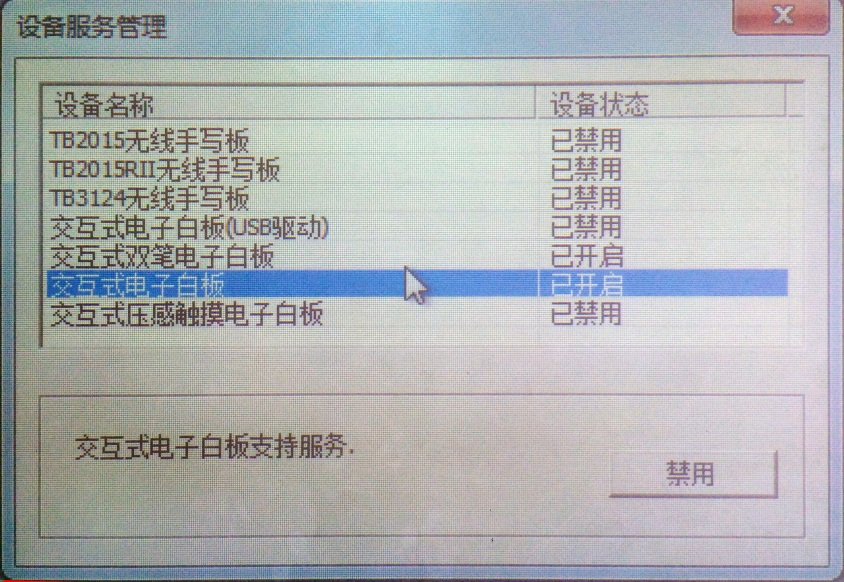 设备服务管理
设备名称 设备状态
TB2015无线手写板 已禁用
TB2015RII无线手写板 已禁用
TB3124无线手写板 已禁用
交互式电子白板(USB驱动) 已禁用
交互式双笔电子白板 已开启
交互式电子白板 已开启
交互式压感触摸电子白板 已禁用
交互式电子白板支持服务.
禁用